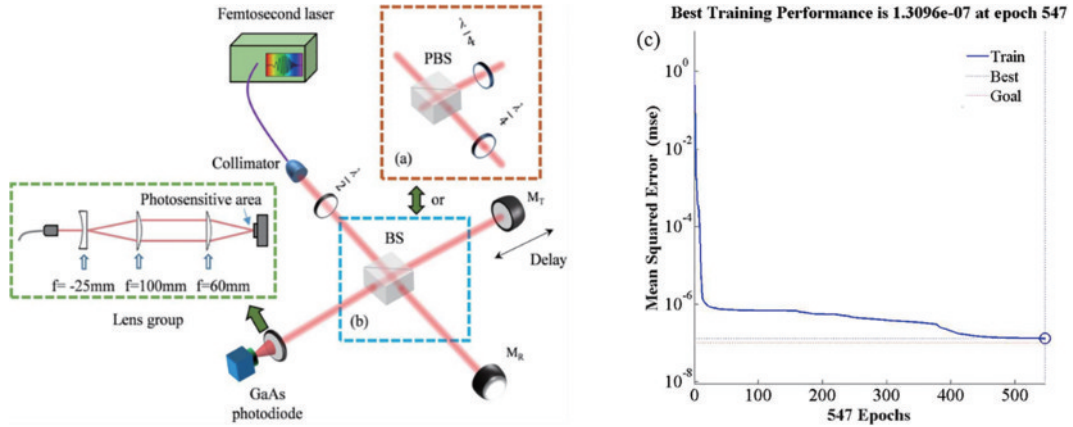 Femtosecond laser
PBS
λ/4
λ/4
(a)
Collimator
λ/2
or
M_T
Delay
BS
(b)
M_R
Photosensitive area
f= -25mm
f=100mm
f=60mm
Lens group
GaAs
photodiode
Best Training Performance is 1.3096e-07 at epoch 547
(c)
Train
Best
Goal
Mean Squared Error (mse)
10^0
10^-2
10^-4
10^-6
10^-8
0
100
200
300
400
500
547 Epochs